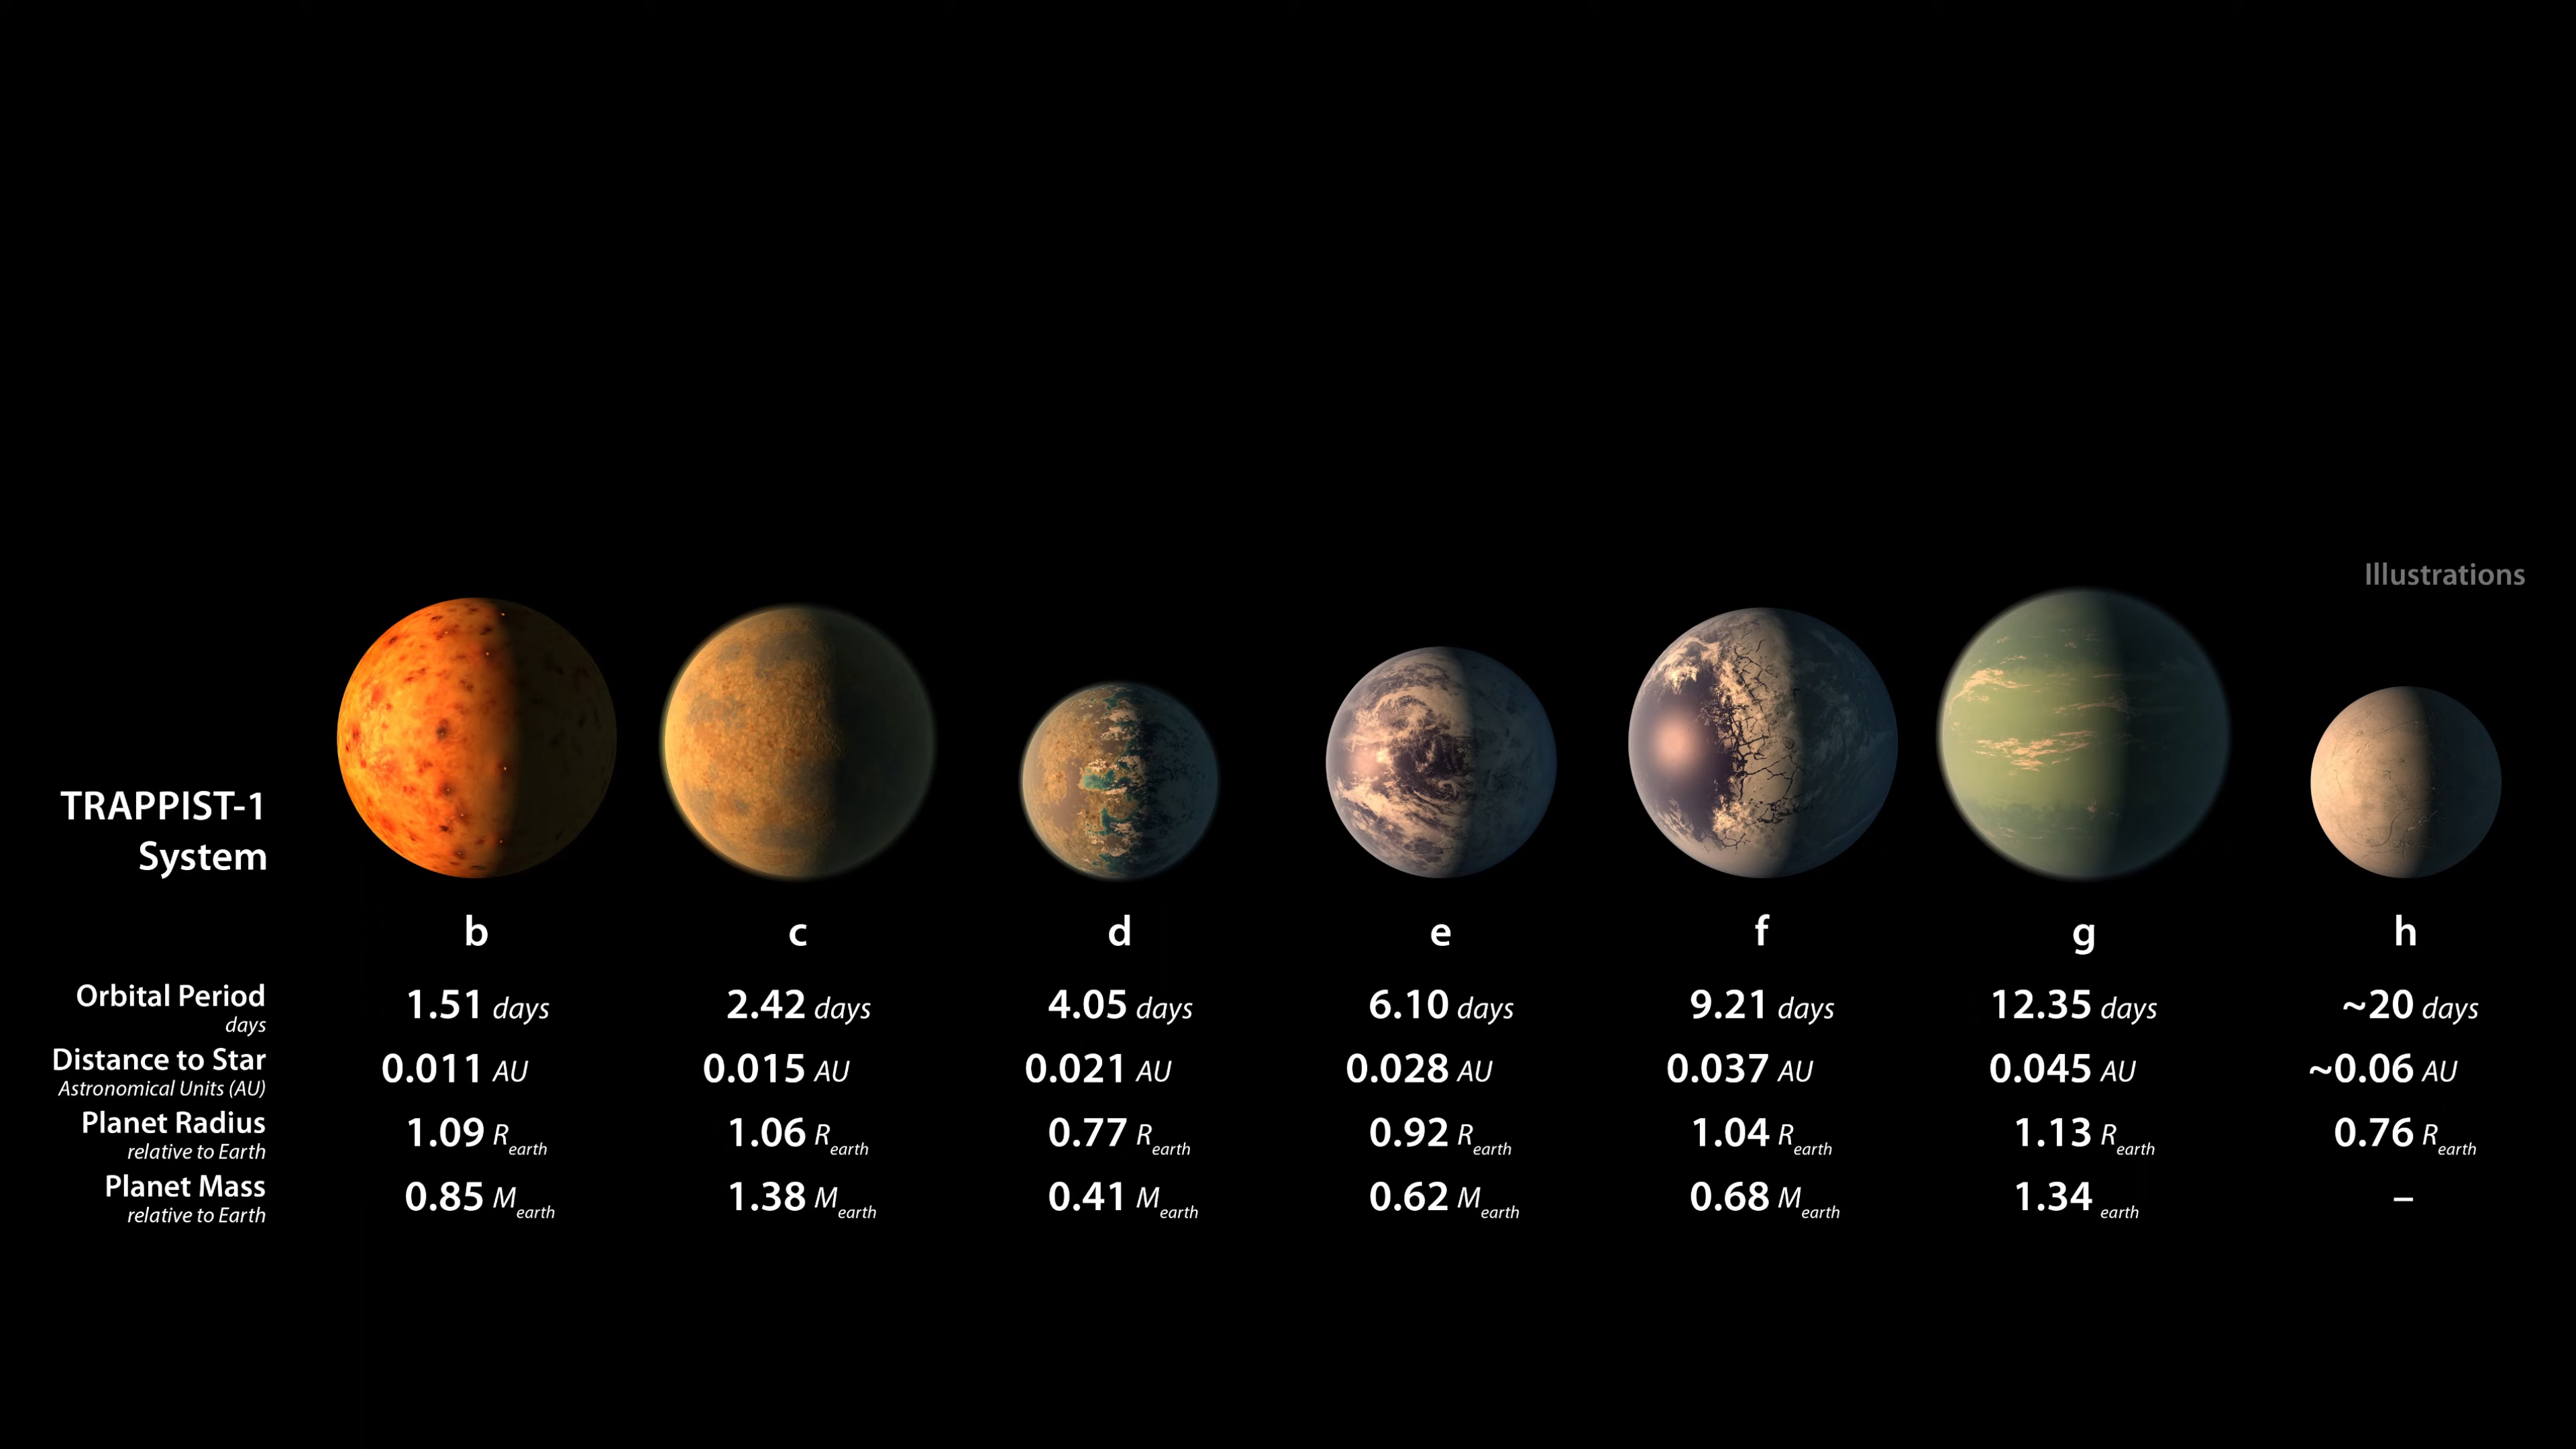 Illustrations
TRAPPIST-1
System
b c d e f g h
Orbital Period 1.51 days 2.42 days 4.05 days 6.10 days 9.21 days 12.35 days ~20 days
days
Distance to Star 0.011 AU 0.015 AU 0.021 AU 0.028 AU 0.037 AU 0.045 AU ~0.06 AU
Astronomical Units (AU)
Planet Radius 1.09 Rearth 1.06 Rearth 0.77 Rearth 0.92 Rearth 1.04 Rearth 1.13 Rearth 0.76 Rearth
relative to Earth
Planet Mass 0.85 Mearth 1.38 Mearth 0.41 Mearth 0.62 Mearth 0.68 Mearth 1.34 earth –
relative to Earth